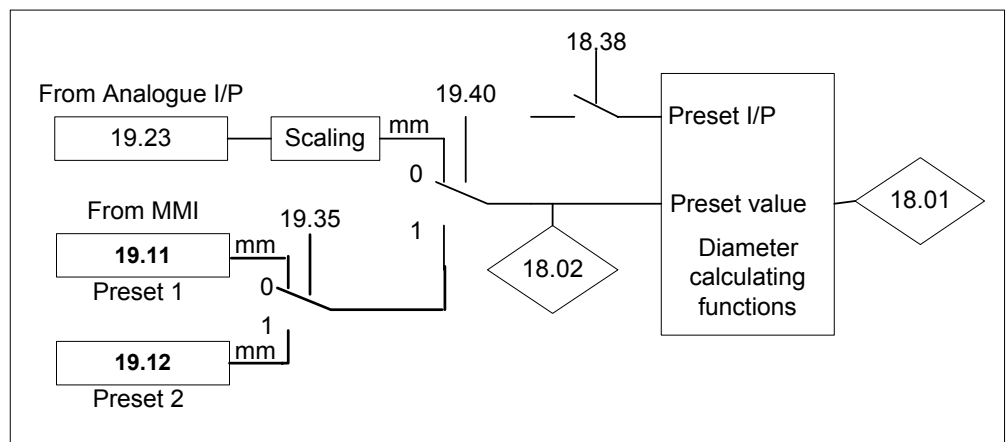 18.38
From Analogue I/P
19.40
19.23
Scaling
mm
Preset I/P
0
From MMI
19.35
1
Preset value
18.01
19.11
mm
Preset 1
0
18.02
Diameter
calculating
functions
1
19.12
mm
Preset 2